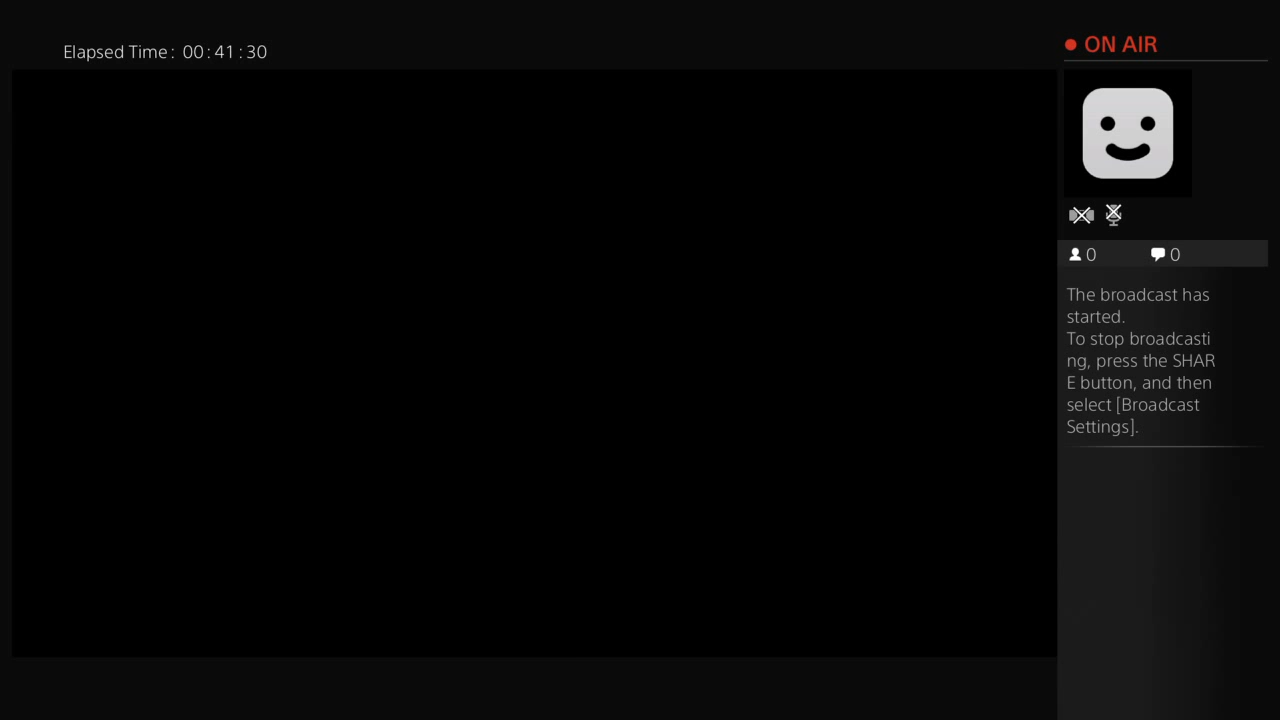 Elapsed Time: 00:41:30
ON AIR
0 0
The broadcast has
started.
To stop broadcasti
ng, press the SHAR
E button, and then
select [Broadcast
Settings].